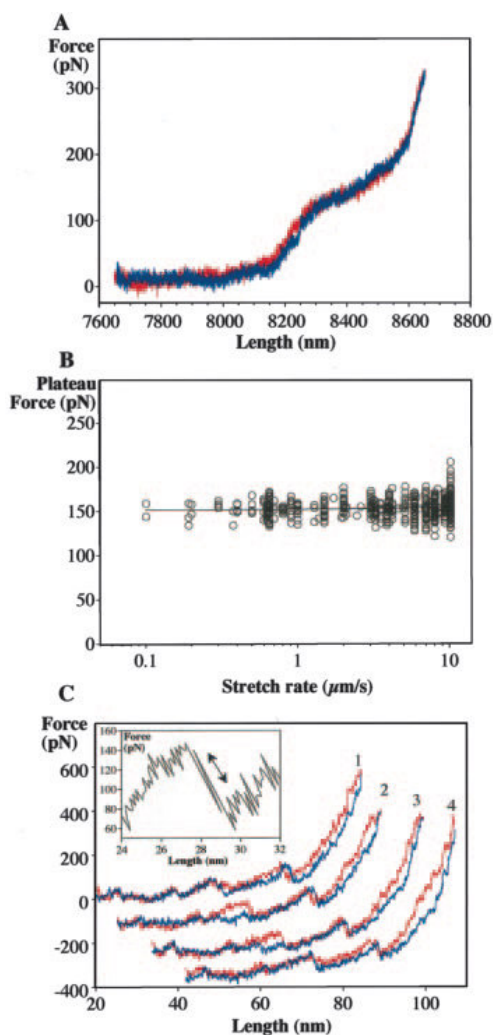 A
Force
(pN)
300
200
100
0
7600 7800 8000 8200 8400 8600 8800
Length (nm)
B
Plateau
Force (pN)
250
200
150
100
50
0
0.1 1 10
Stretch rate (µm/s)
C
Force
(pN)
600
400
200
0
-200
-400
160
140
120
100
80
60
Force
(pN)
24 26 28 30 32
Length (nm)
1
2
3
4
20 40 60 80 100
Length (nm)